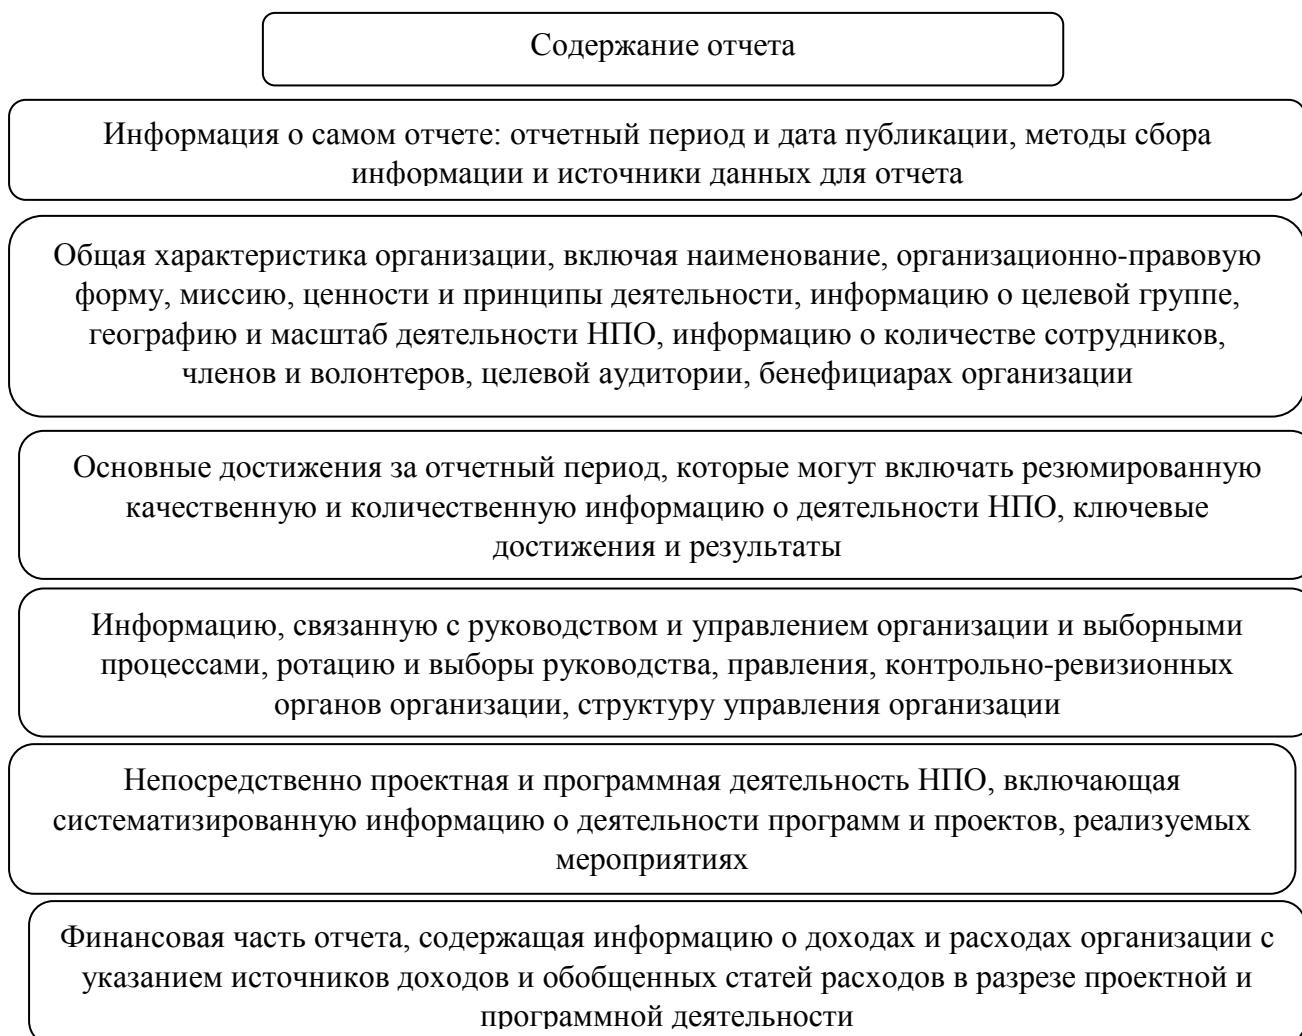 Содержание отчета
Информация о самом отчете: отчетный период и дата публикации, методы сбора
информации и источники данных для отчета
Общая характеристика организации, включая наименование, организационно-правовую
форму, миссию, ценности и принципы деятельности, информацию о целевой группе,
географию и масштаб деятельности НПО, информацию о количестве сотрудников,
членов и волонтеров, целевой аудитории, бенефициарах организации
Основные достижения за отчетный период, которые могут включать резюмированную
качественную и количественную информацию о деятельности НПО, ключевые
достижения и результаты
Информацию, связанную с руководством и управлением организации и выборными
процессами, ротацию и выборы руководства, правления, контрольно-ревизионных
органов организации, структуру управления организации
Непосредственно проектная и программная деятельность НПО, включающая
систематизированную информацию о деятельности программ и проектов, реализуемых
мероприятиях
Финансовая часть отчета, содержащая информацию о доходах и расходах организации с
указанием источников доходов и обобщенных статей расходов в разрезе проектной и
программной деятельности